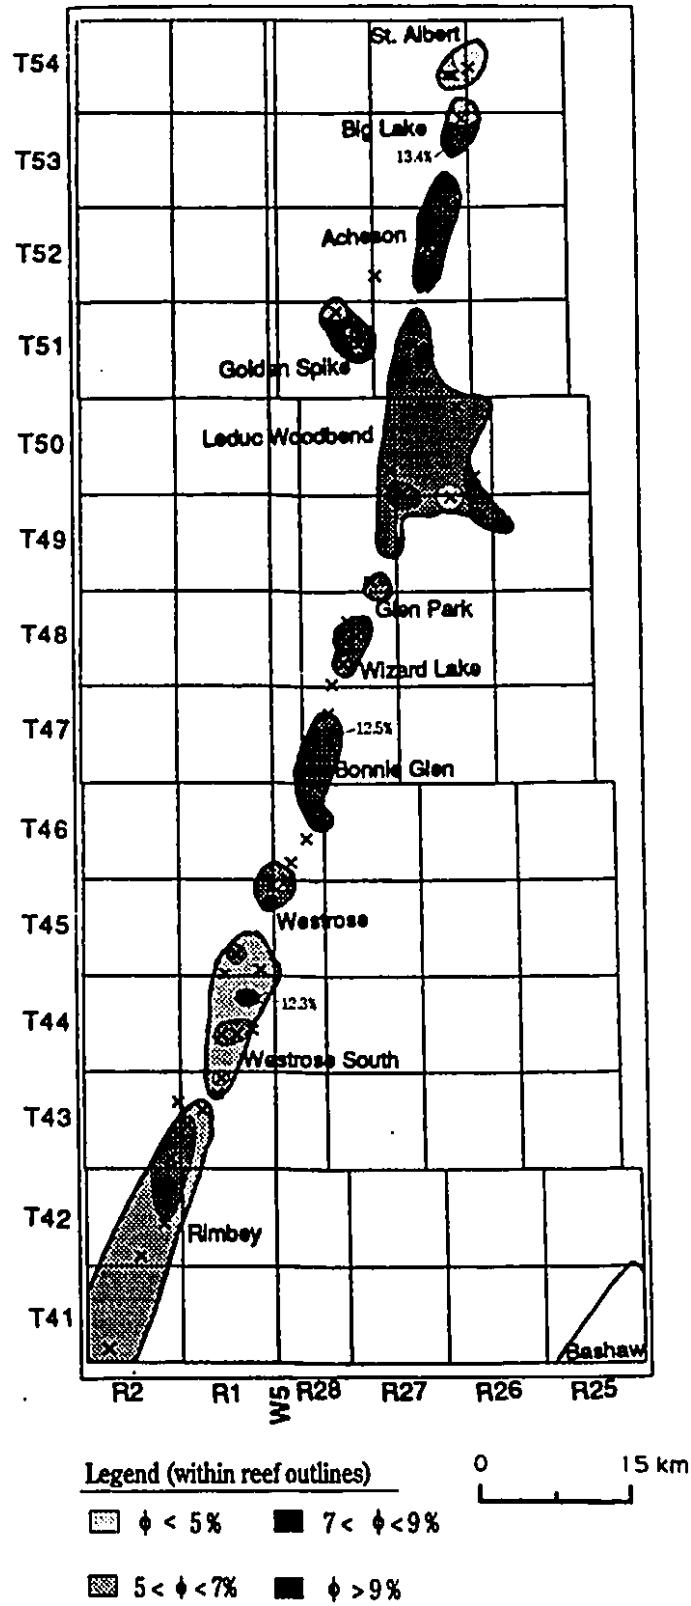 St. Albert
T54
Big Lake
T53
13.4%
Acheson
T52
T51
Golden Spike
T50
Leduc Woodbend
T49
Glen Park
T48
Wizard Lake
T47
12.5%
Bonnie Glen
T46
T45
Westrose
12.3%
T44
Westrose South
T43
T42
Rimbey
T41
Bashaw
R2 R1 W5 R28 R27 R26 R25
Legend (within reef outlines)
0 15 km
ϕ < 5% 7< ϕ <9%
5< ϕ <7% ϕ >9%